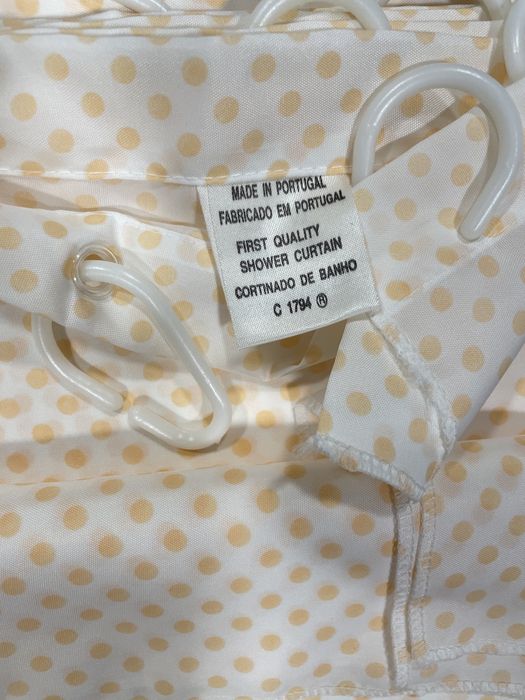 MADE IN PORTUGAL
FABRICADO EM PORTUGAL
FIRST QUALITY
SHOWER CURTAIN
CORTINADO DE BANHO
C 1794 ®